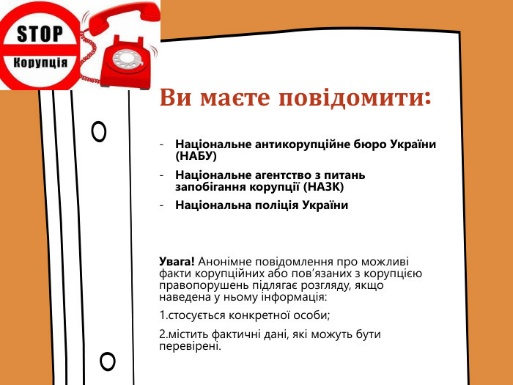 STOP
Корупція
Ви маєте повідомити:
- Національне антикорупційне бюро України
(НАБУ)
- Національне агентство з питань
запобігання корупції (НАЗК)
- Національна поліція України
Увага! Анонімне повідомлення про можливі
факти корупційних або пов’язаних з корупцією
правопорушень підлягає розгляду, якщо
наведена у ньому інформація:
1.стосується конкретної особи;
2.містить фактичні дані, які можуть бути
перевірені.